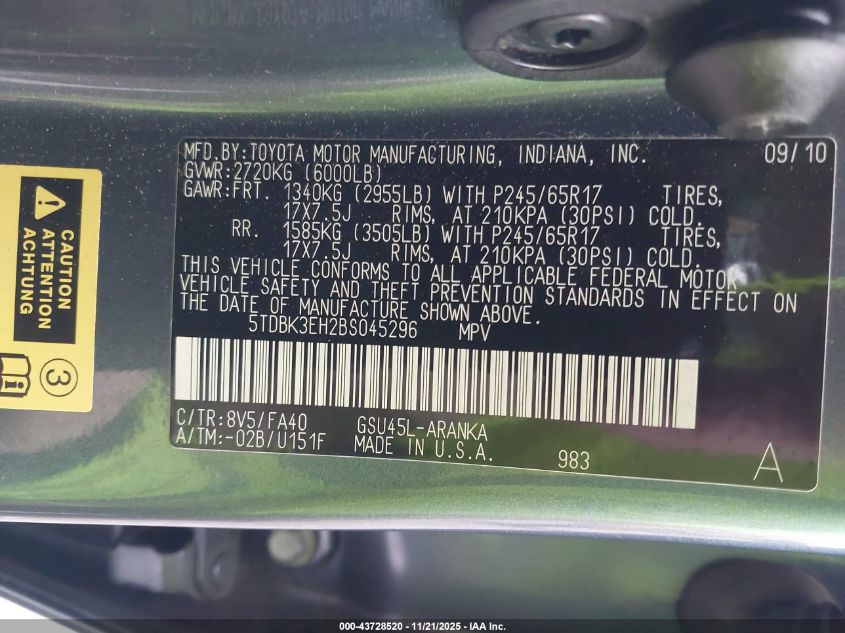 CAUTION
ATTENTION
ACHTUNG
3
MFD.BY:TOYOTA MOTOR MANUFACTURING, INDIANA, INC. 09/10
GVWR:2720KG (6000LB)
GAWR:FRT. 1340KG (2955LB) WITH P245/65R17 TIRES,
17X7.5J RIMS, AT 210KPA (30PSI) COLD.
RR. 1585KG (3505LB) WITH P245/65R17 TIRES,
17X7.5J RIMS, AT 210KPA (30PSI) COLD.
THIS VEHICLE CONFORMS TO ALL APPLICABLE FEDERAL MOTOR
VEHICLE SAFETY AND THEFT PREVENTION STANDARDS IN EFFECT ON
THE DATE OF MANUFACTURE SHOWN ABOVE.
5TDBK3EH2BS045296 MPV
C/TR:8V5/FA40 GSU45L-ARANKA
A/TM:-02B/U151F MADE IN U.S.A. 983 A
000-43728520 - 11/21/2025 - IAA Inc.